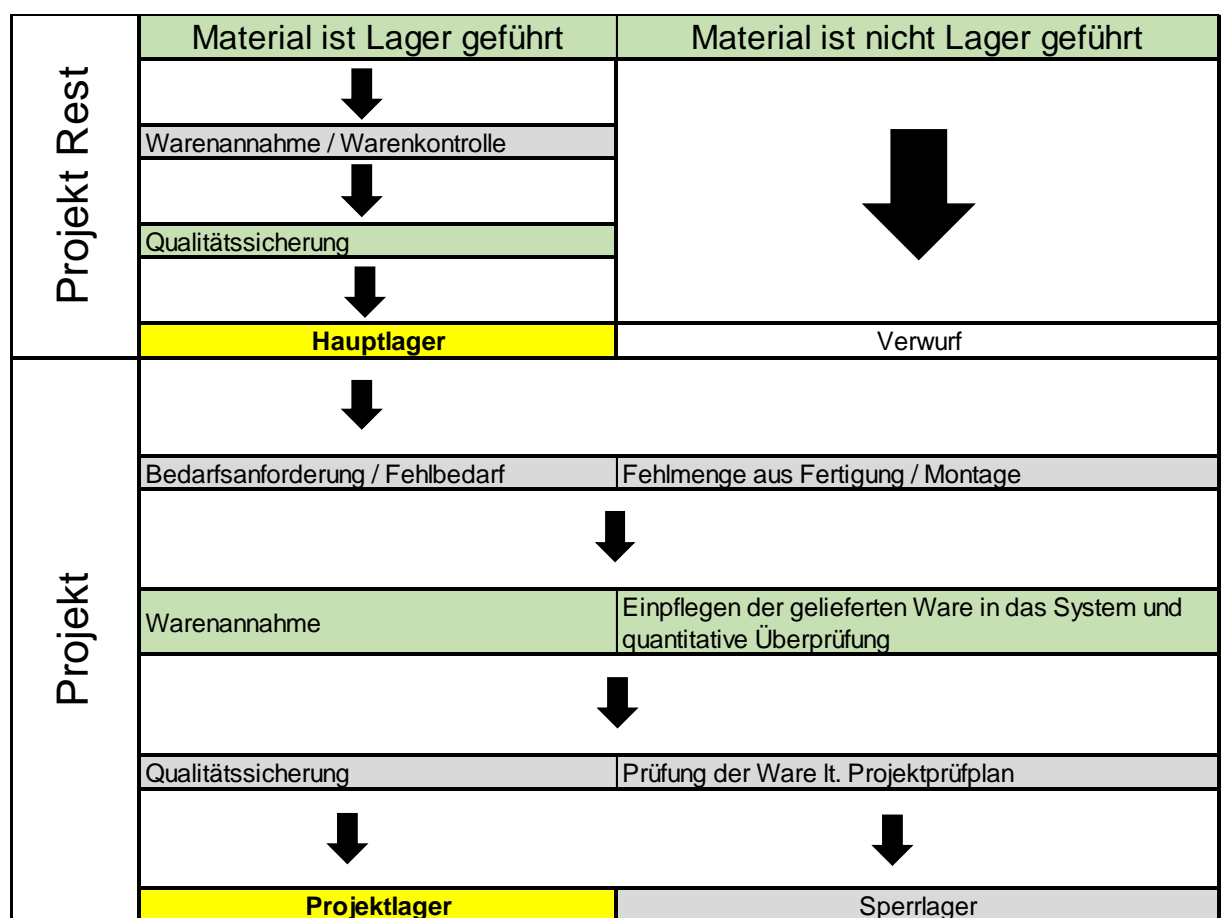 Projekt Rest
Material ist Lager geführt
Material ist nicht Lager geführt
Warenannahme / Warenkontrolle
Qualitätssicherung
Hauptlager
Verwurf
Projekt
Bedarfsanforderung / Fehlbedarf
Fehlmenge aus Fertigung / Montage
Warenannahme
Einpflegen der gelieferten Ware in das System und
quantitative Überprüfung
Qualitätssicherung
Prüfung der Ware lt. Projektprüfplan
Projektlager
Sperrlager